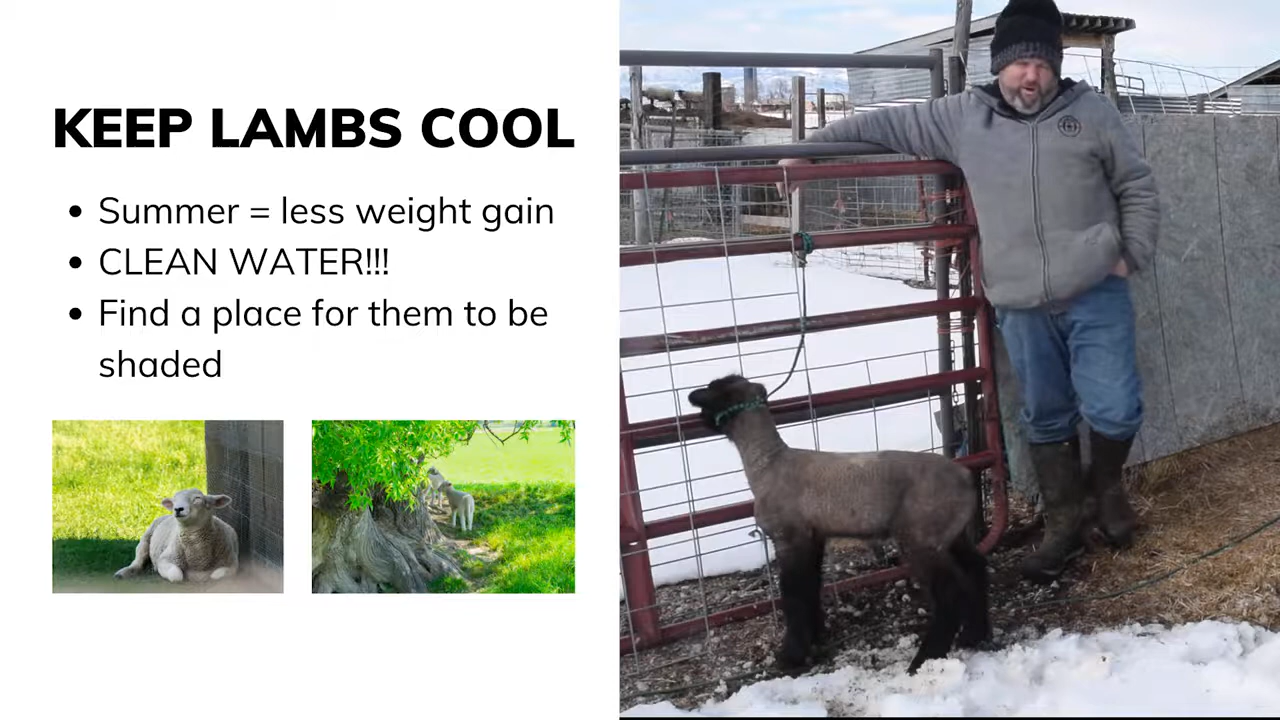 KEEP LAMBS COOL
Summer = less weight gain
CLEAN WATER!!!
Find a place for them to be
shaded